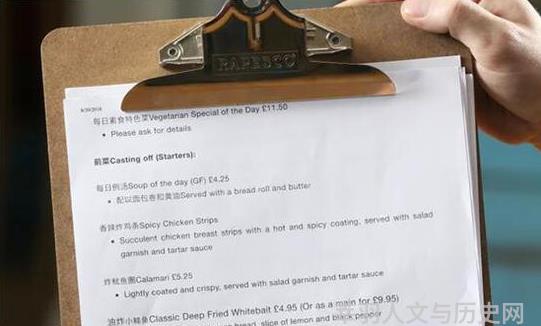 RAPESCO
8/30/2018
每日素食特色菜Vegetarian Special of the Day £11.50
• Please ask for details
前菜Casting off (Starters):
每日例汤Soup of the day (GF) £4.25
• 配以面包卷和黄油Served with a bread roll and butter
香辣炸鸡条Spicy Chicken Strips
• Succulent chicken breast strips with a hot and spicy coating, served with salad
garnish and tartar sauce
炸鱿鱼圈Calamari £5.25
• Lightly coated and crispy, served with salad garnish and tartar sauce
油炸小鲱鱼Classic Deep Fried Whitebait £4.95 (Or as a main for £9.95)
bread, slice of lemon and black pepper
人文与历史网